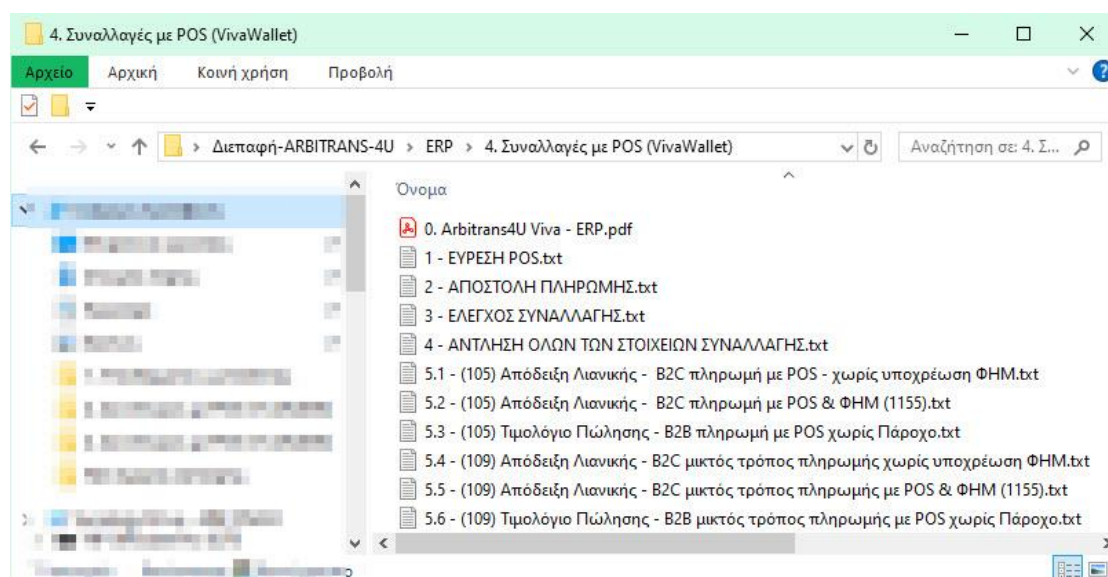 4. Συναλλαγές με POS (VivaWallet)
Αρχείο Αρχική Κοινή χρήση Προβολή
Διεπαφή-ARBITRANS-4U › ERP › 4. Συναλλαγές με POS (VivaWallet)
Αναζήτηση σε: 4. Σ...
Όνομα
0. Arbitrans4U Viva - ERP.pdf
1 - ΕΥΡΕΣΗ POS.txt
2 - ΑΠΟΣΤΟΛΗ ΠΛΗΡΩΜΗΣ.txt
3 - ΕΛΕΓΧΟΣ ΣΥΝΑΛΛΑΓΗΣ.txt
4 - ΑΝΤΛΗΣΗ ΟΛΩΝ ΤΩΝ ΣΤΟΙΧΕΙΩΝ ΣΥΝΑΛΛΑΓΗΣ.txt
5.1 - (105) Απόδειξη Λιανικής - B2C πληρωμή με POS - χωρίς υποχρέωση ΦΗΜ.txt
5.2 - (105) Απόδειξη Λιανικής - B2C πληρωμή με POS & ΦΗΜ (1155).txt
5.3 - (105) Τιμολόγιο Πώλησης - B2B πληρωμή με POS χωρίς Πάροχο.txt
5.4 - (109) Απόδειξη Λιανικής - B2C μικτός τρόπος πληρωμής χωρίς υποχρέωση ΦΗΜ.txt
5.5 - (109) Απόδειξη Λιανικής - B2C μικτός τρόπος πληρωμής με POS & ΦΗΜ (1155).txt
5.6 - (109) Τιμολόγιο Πώλησης - B2B μικτός τρόπος πληρωμής με POS χωρίς Πάροχο.txt